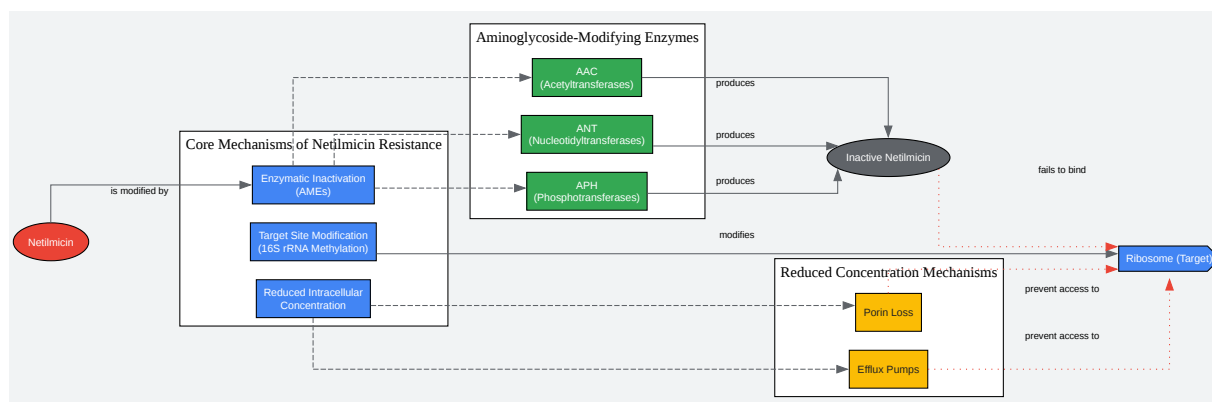 Aminoglycoside-Modifying Enzymes
AAC
(Acetyltransferases)
produces
ANT
(Nucleotidyltransferases)
produces
APH
(Phosphotransferases)
produces
Core Mechanisms of Netilmicin Resistance
Enzymatic Inactivation
(AMEs)
is modified by
Netilmicin
Target Site Modification
(16S rRNA Methylation)
modifies
Reduced Intracellular
Concentration
Inactive Netilmicin
fails to bind
Ribosome (Target)
Reduced Concentration Mechanisms
Porin Loss
prevent access to
Efflux Pumps
prevent access to